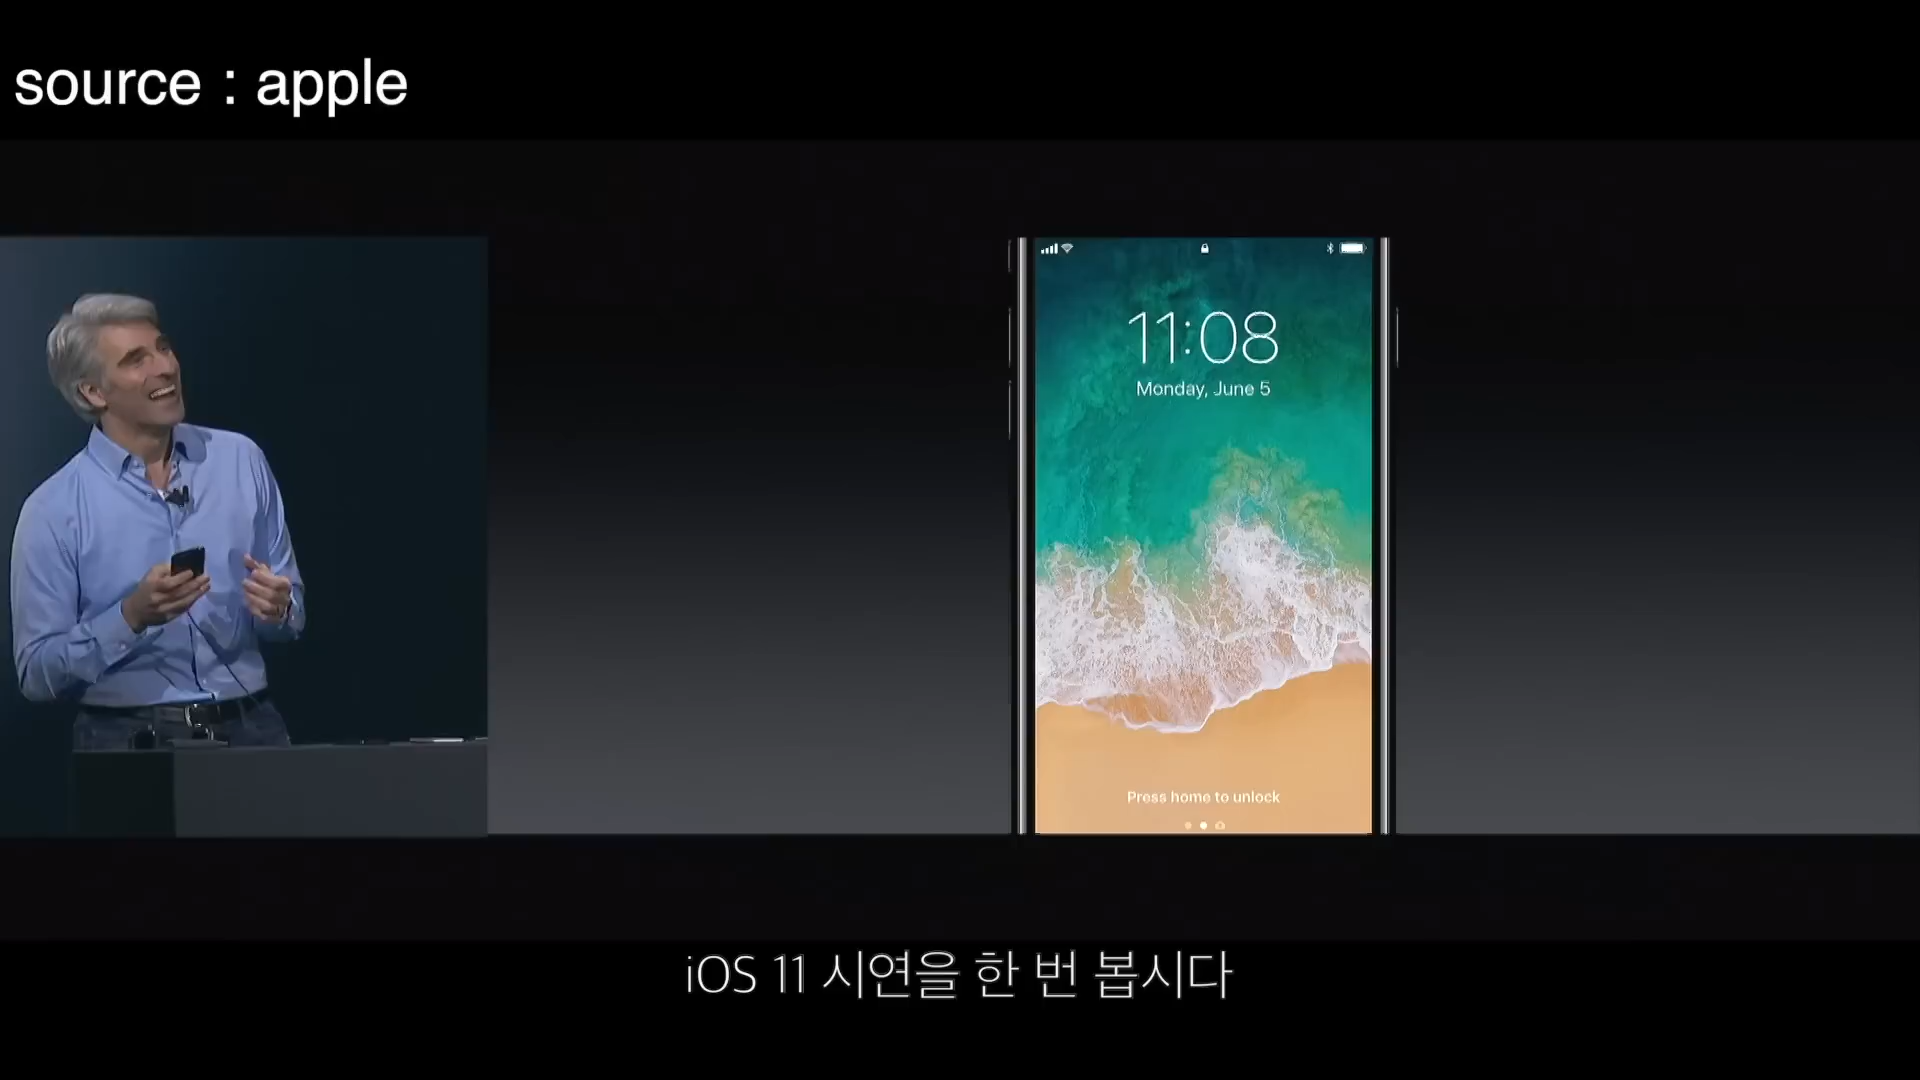 source : apple
11:08
Monday, June 5
Press home to unlock
iOS 11 시연을 한 번 봅시다